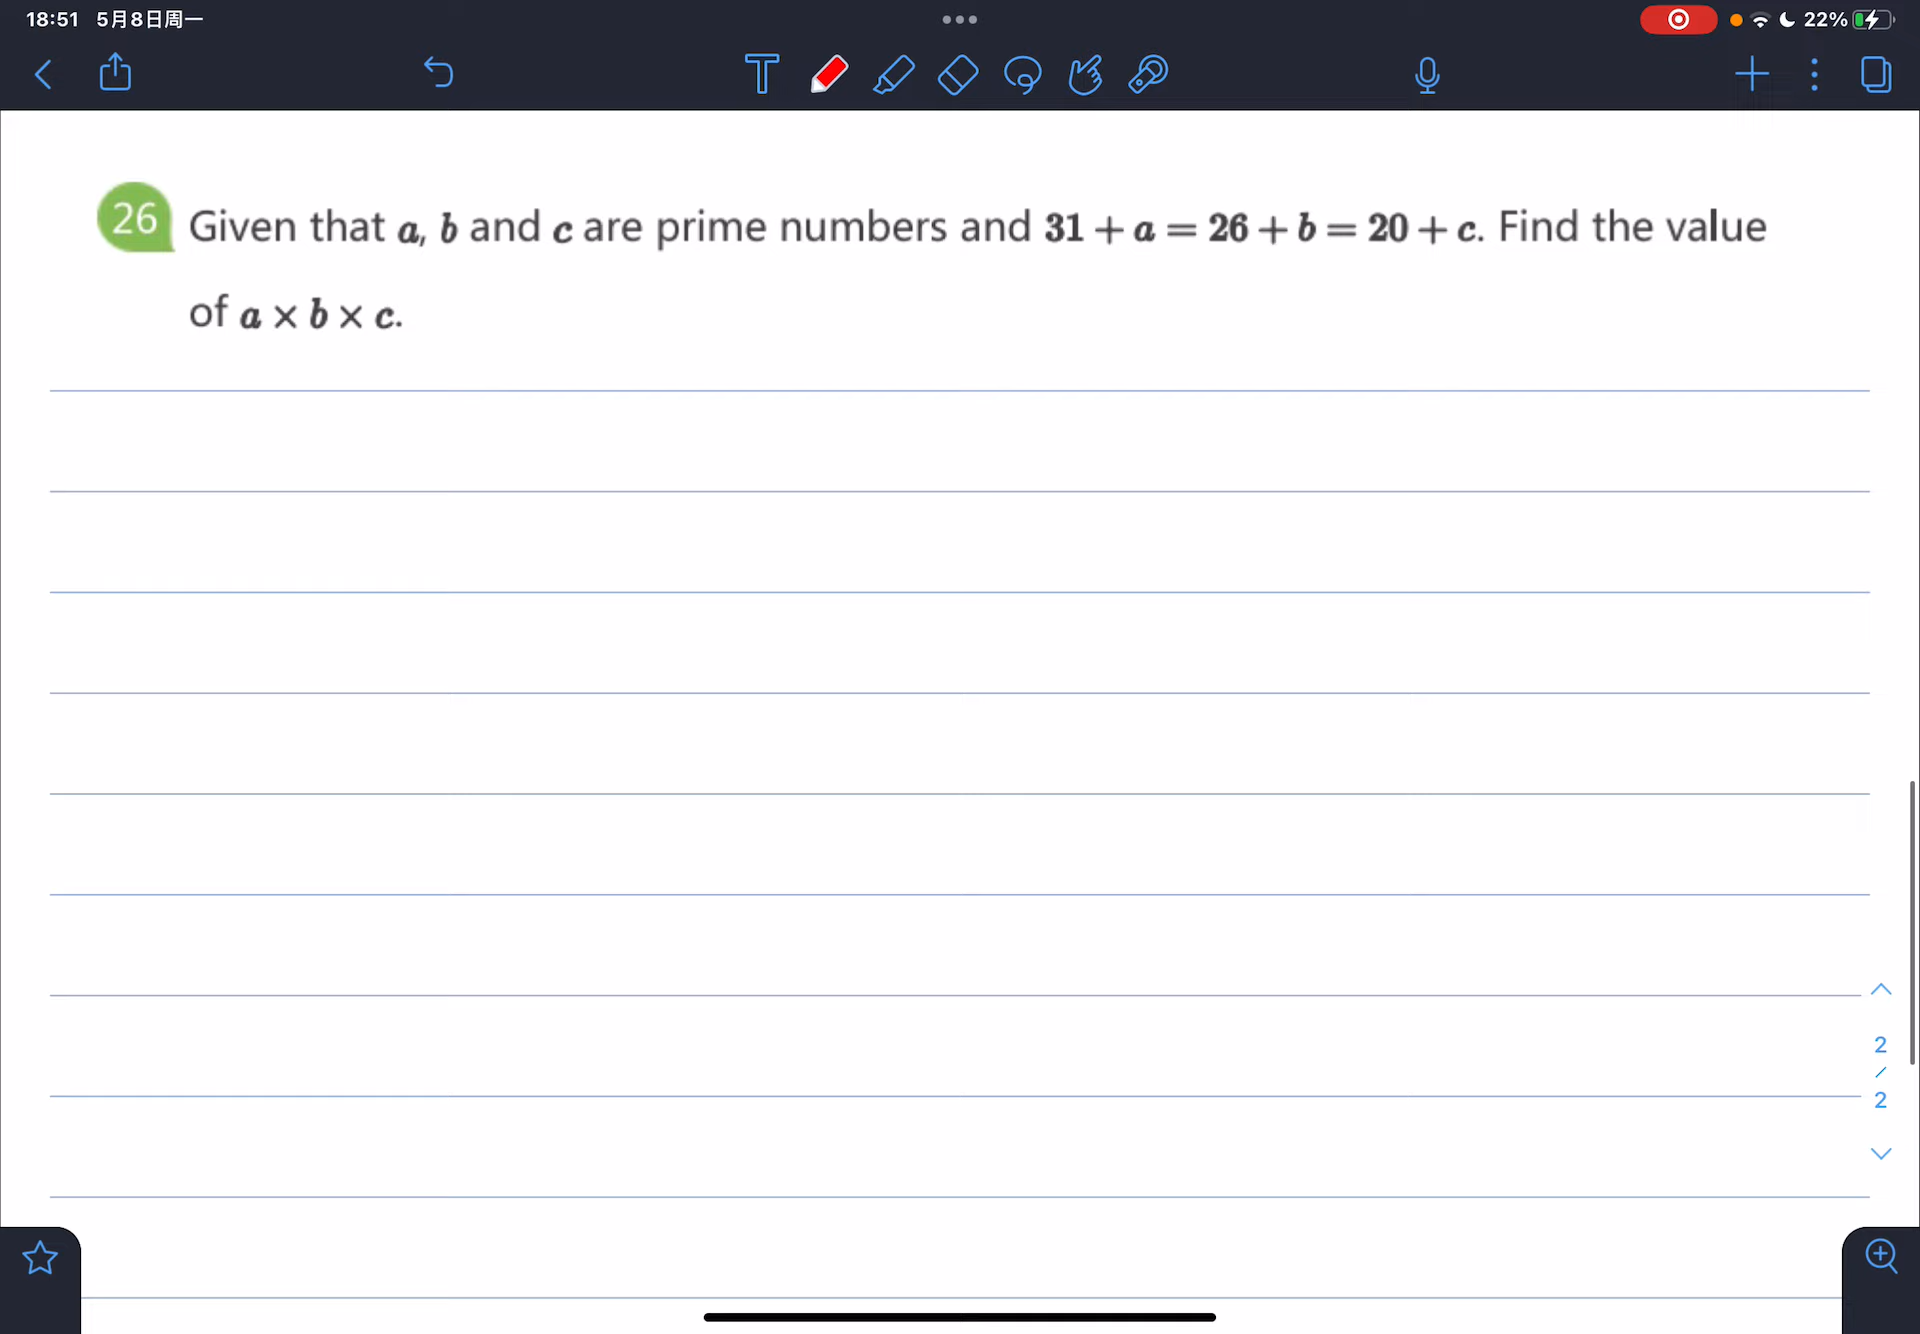 18:51 5月8日周一
22%
26 Given that a, b and c are prime numbers and 31 + a = 26 + b = 20 + c. Find the value
of a × b × c.
2
/
2